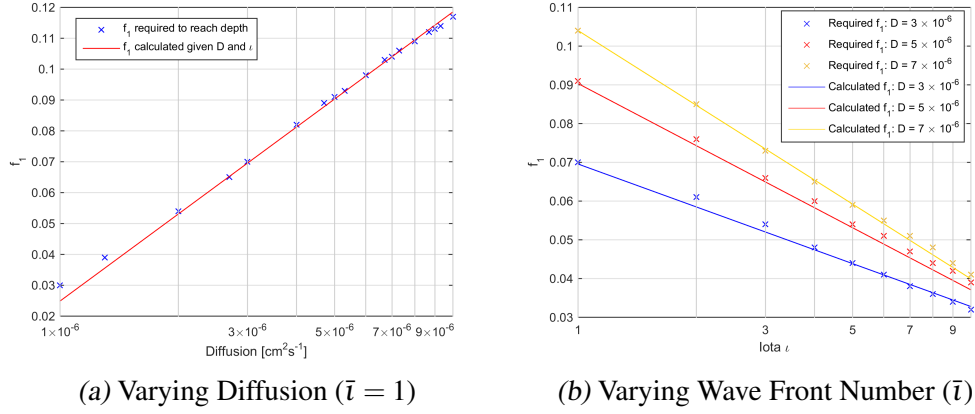 0.12
0.11
0.1
0.09
0.08
0.07
0.06
0.05
0.04
0.03
0.02
f₁
f₁ required to reach depth
f₁ calculated given D and ι
1×10⁻⁶
3×10⁻⁶
5×10⁻⁶
7×10⁻⁶
9×10⁻⁶
Diffusion [cm²s⁻¹]
(a) Varying Diffusion (ῑ = 1)
0.11
0.1
0.09
0.08
0.07
0.06
0.05
0.04
0.03
f₁
Required f₁: D = 3 × 10⁻⁶
Required f₁: D = 5 × 10⁻⁶
Required f₁: D = 7 × 10⁻⁶
Calculated f₁: D = 3 × 10⁻⁶
Calculated f₁: D = 5 × 10⁻⁶
Calculated f₁: D = 7 × 10⁻⁶
1
3
5
7
9
Iota ι
(b) Varying Wave Front Number (ῑ)